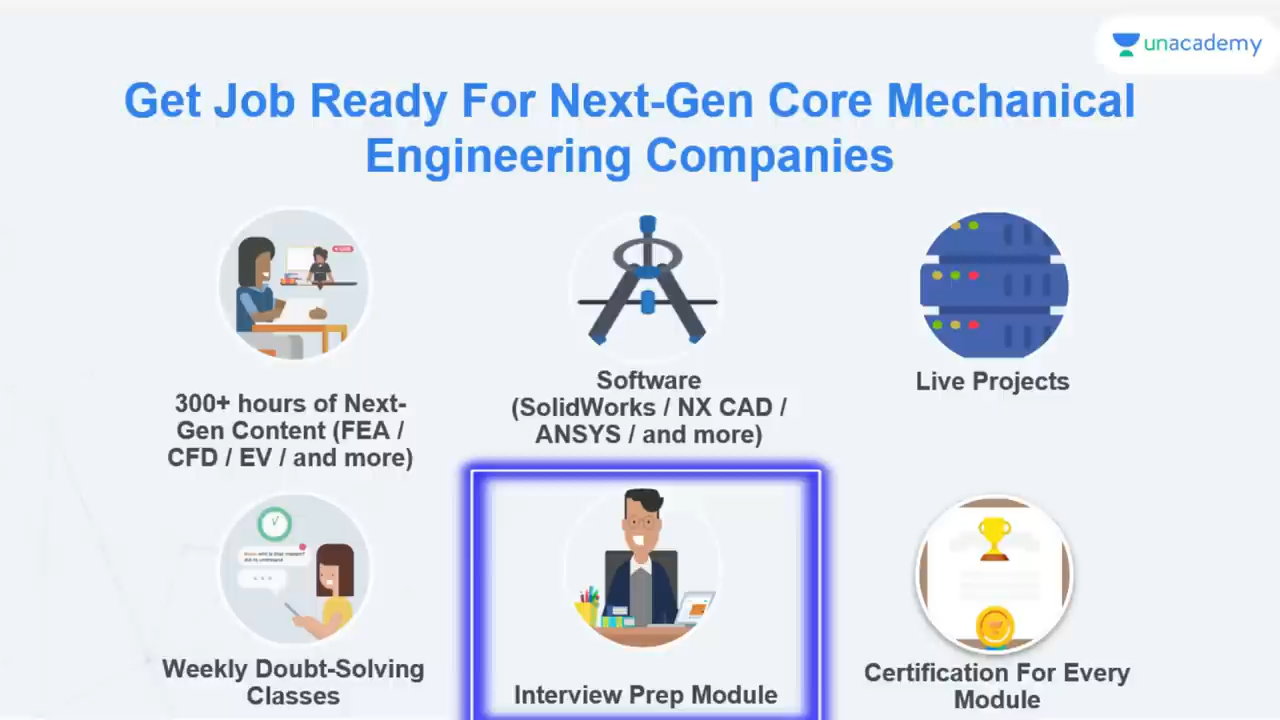 unacademy
Get Job Ready For Next-Gen Core Mechanical
Engineering Companies
300+ hours of Next-
Gen Content (FEA /
CFD / EV / and more)
Software
(SolidWorks / NX CAD /
ANSYS / and more)
Live Projects
Weekly Doubt-Solving
Classes
Interview Prep Module
Certification For Every
Module